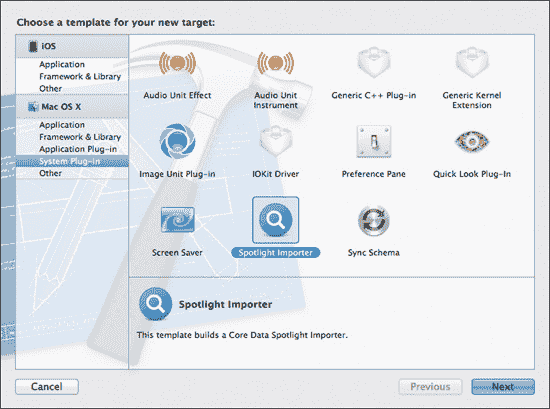 Choose a template for your new target:
iOS
Application
Framework & Library
Other
Mac OS X
Application
Framework & Library
Application Plug-in
System Plug-in
Other
Audio Unit Effect
Audio Unit
Instrument
Generic C++ Plug-in
Generic Kernel
Extension
Image Unit Plug-in
IOKit Driver
Preference Pane
Quick Look Plug-In
Screen Saver
Spotlight Importer
Sync Schema
Spotlight Importer
This template builds a Core Data Spotlight Importer.
Cancel
Previous
Next